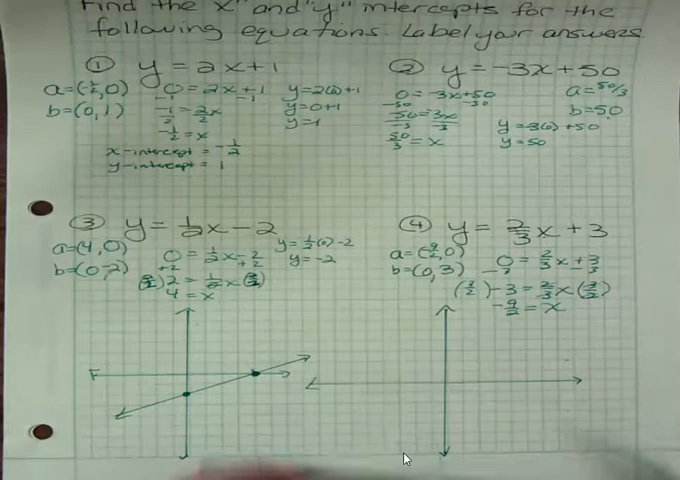 Find the "x" and "y" intercepts for the
following equations. Label your answers.
① y = 2x+1
a=(-½, 0)
b=(0, 1)
0 = 2x+1
-1 -1
-1/2 = 2x/2
-½ = x
y=2(0)+1
y=0+1
y=1
x-intercept = -½
y-intercept = 1
② y = -3x+50
0 = -3x+50
-50 -50
-50/-3 = -3x/-3
50/3 = x
a = 50/3
b = 50
y=-3(0)+50
y=50
③ y = ½x - 2
a=(4, 0)
b=(0,-2)
0 = ½x-2
+2 +2
2 = ½x
4 = x
y=½(0)-2
y=-2
④ y = 2/3x + 3
a=(-9/2, 0)
b=(0, 3)
0 = 2/3x + 3
-3 -3
(3/2) -3 = 2/3x (3/2)
-9/2 = x